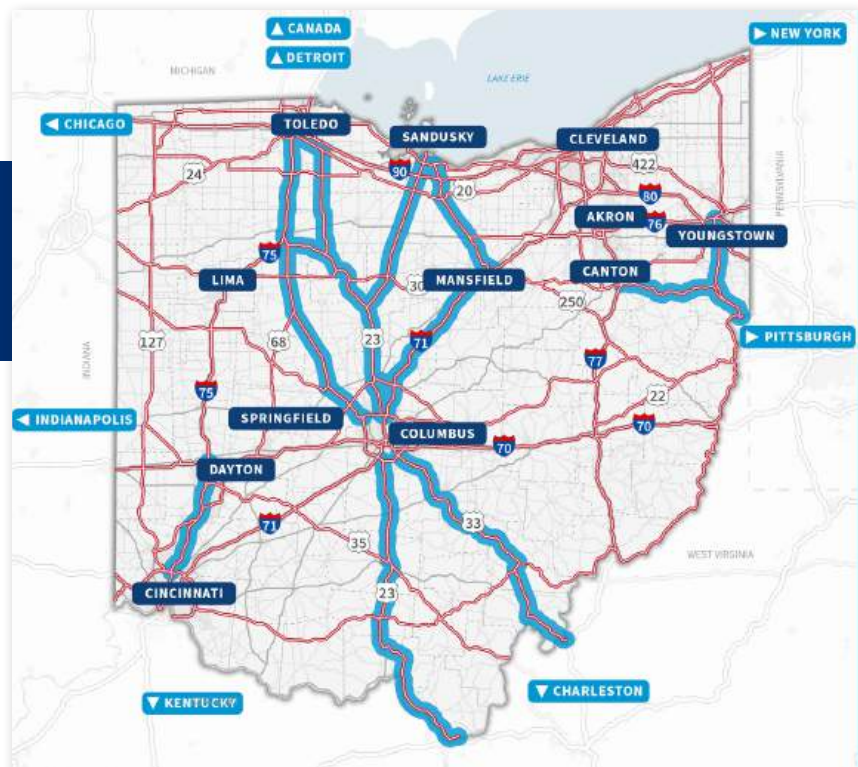 CANADA
DETROIT
NEW YORK
MICHIGAN
LAKE ERIE
CHICAGO
TOLEDO
SANDUSKY
CLEVELAND
422
24
90
20
80
PENNSYLVANIA
AKRON
76
YOUNGSTOWN
75
LIMA
30
MANSFIELD
CANTON
250
127
68
23
71
77
PITTSBURGH
INDIANA
75
22
INDIANAPOLIS
SPRINGFIELD
COLUMBUS
70
70
DAYTON
71
33
35
WEST VIRGINIA
CINCINNATI
23
KENTUCKY
CHARLESTON